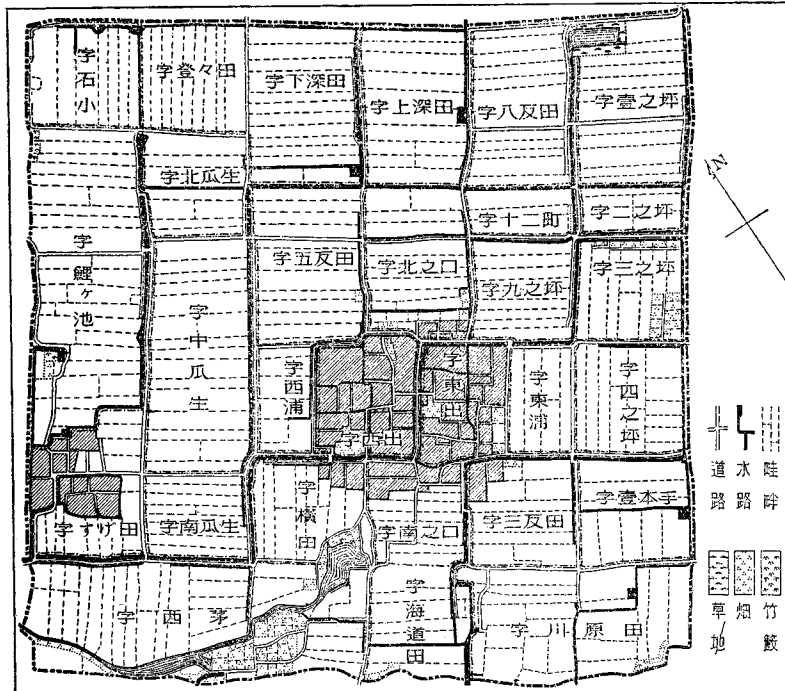 字石小
字登々田
字下深田
字上深田
字八反田
字壹之坪
字北瓜生
字十二町
字二之坪
字鯉ヶ池
字中瓜生
字五反田
字北之口
字九之坪
字三之坪
字西浦
字西出
字東出
字東浦
字四之坪
字すげ田
字南瓜生
字横田
字南之口
字三反田
字壹本手
字西芽
字海道田
字川原田
N
道路
水路
畦畔
草地
畑
竹籔